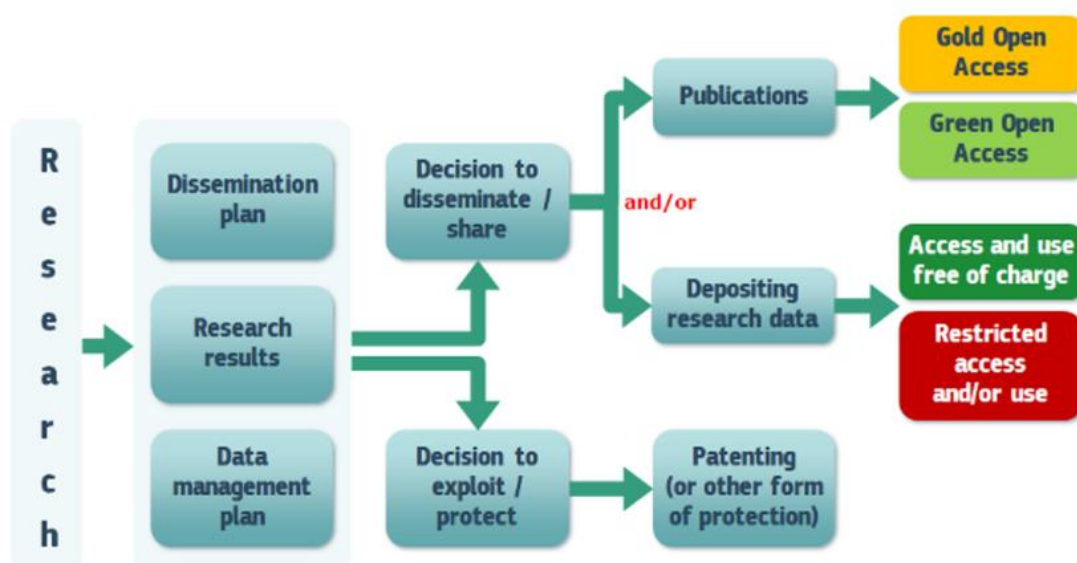 Research
Dissemination
plan
Research
results
Data
management
plan
Decision to
disseminate /
share
Decision to
exploit /
protect
and/or
Publications
Depositing
research data
Patenting
(or other form
of protection)
Gold Open
Access
Green Open
Access
Access and use
free of charge
Restricted
access
and/or use